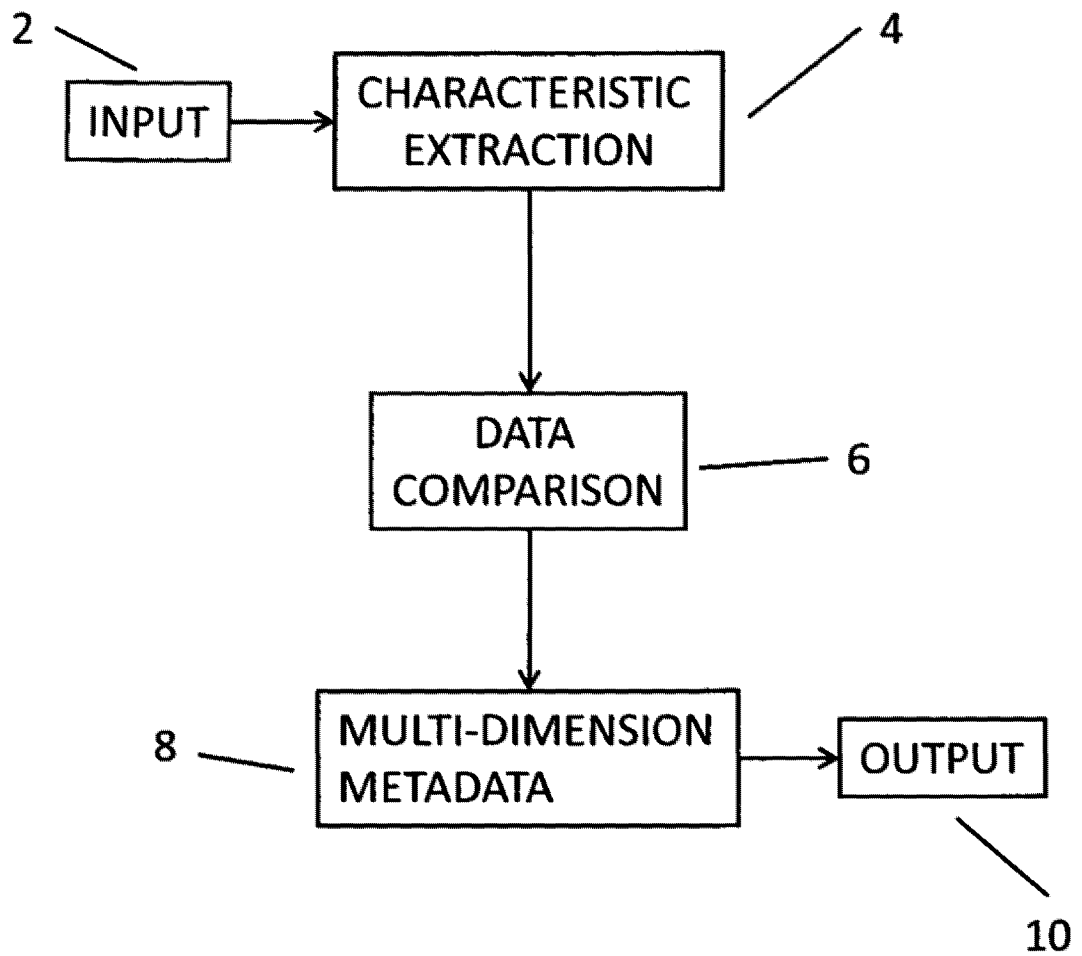 2
4
INPUT
CHARACTERISTIC
EXTRACTION
DATA
COMPARISON
6
MULTI-DIMENSION
METADATA
8
OUTPUT
10